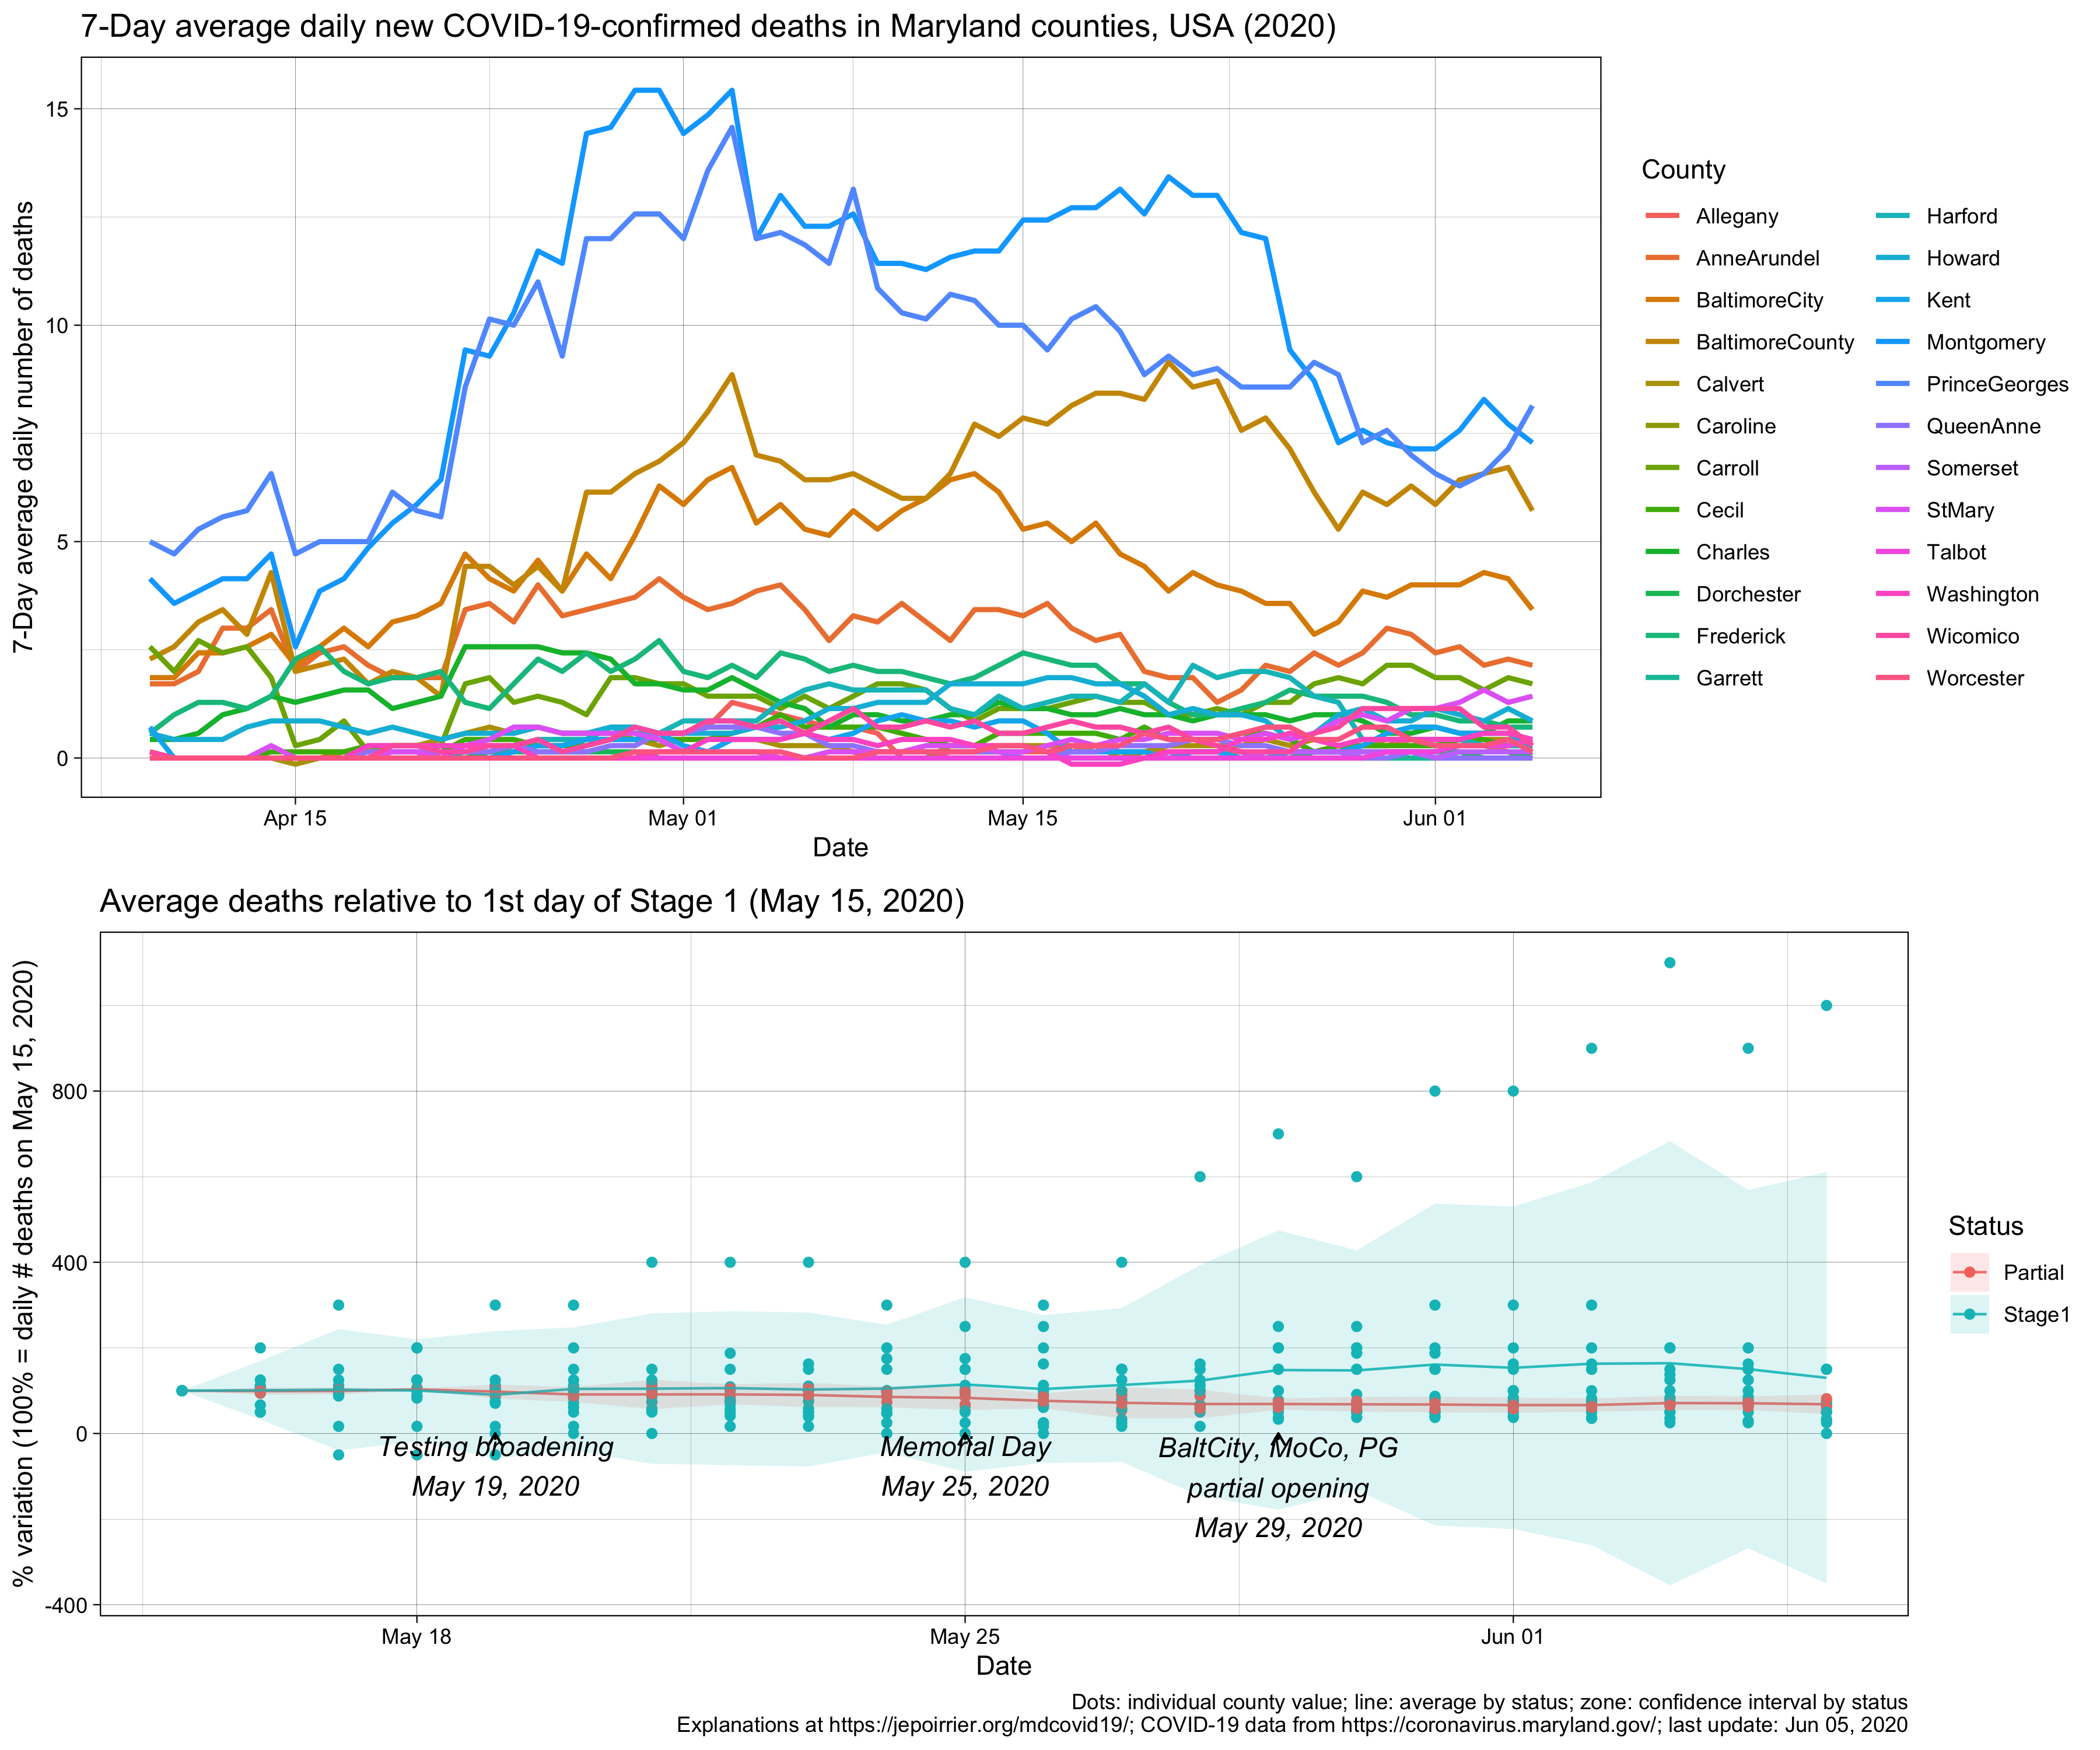 7-Day average daily new COVID-19-confirmed deaths in Maryland counties, USA (2020)
7-Day average daily number of deaths
15
10
5
0
Apr 15
May 01
May 15
Jun 01
Date
County
Allegany
AnneArundel
BaltimoreCity
BaltimoreCounty
Calvert
Caroline
Carroll
Cecil
Charles
Dorchester
Frederick
Garrett
Harford
Howard
Kent
Montgomery
PrinceGeorges
QueenAnne
Somerset
StMary
Talbot
Washington
Wicomico
Worcester
Average deaths relative to 1st day of Stage 1 (May 15, 2020)
% variation (100% = daily # deaths on May 15, 2020)
800
400
0
-400
Testing broadening
May 19, 2020
Memorial Day
May 25, 2020
BaltCity, MoCo, PG
partial opening
May 29, 2020
May 18
May 25
Jun 01
Date
Status
Partial
Stage1
Dots: individual county value; line: average by status; zone: confidence interval by status
Explanations at https://jepoirrier.org/mdcovid19/; COVID-19 data from https://coronavirus.maryland.gov/; last update: Jun 05, 2020